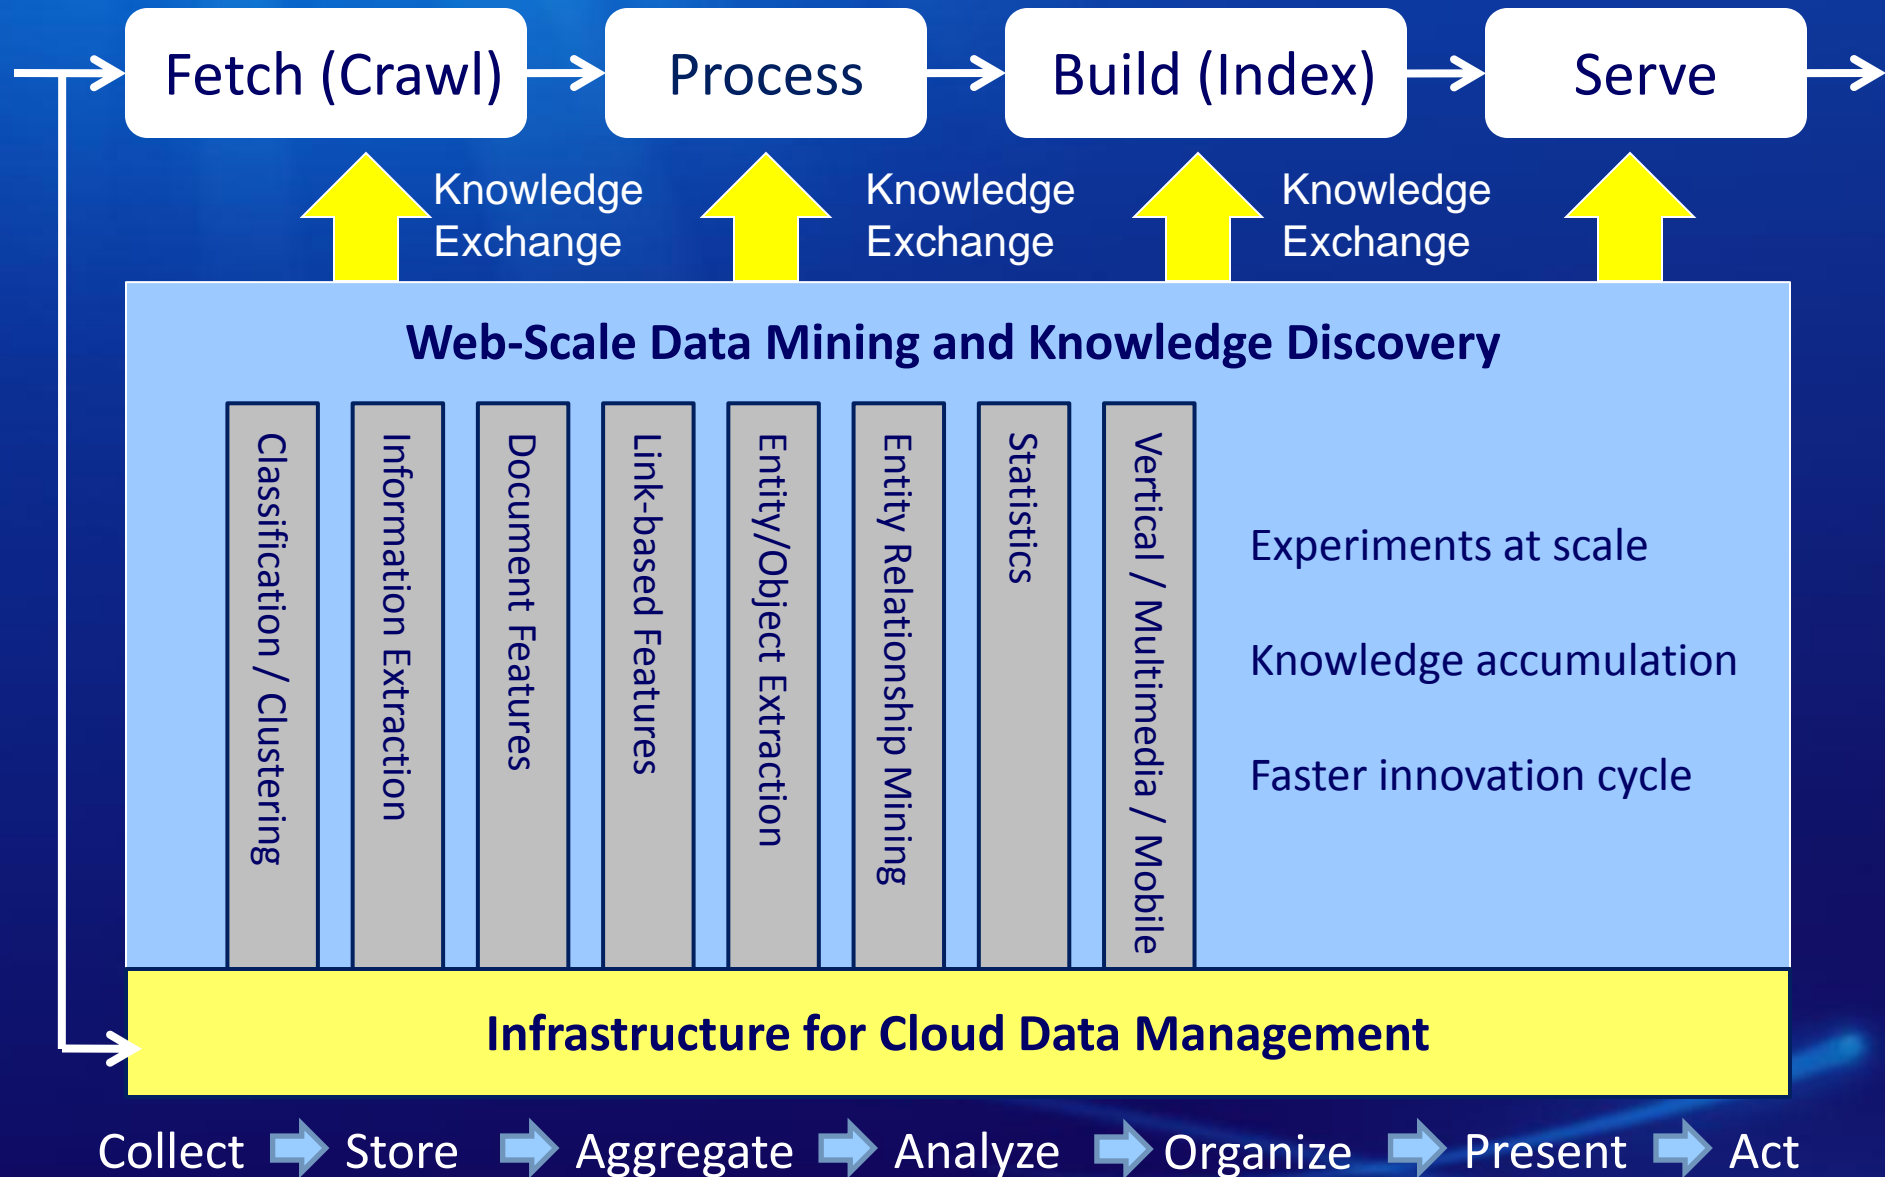 Fetch (Crawl)
Process
Build (Index)
Serve
Knowledge
Exchange
Knowledge
Exchange
Knowledge
Exchange
Web-Scale Data Mining and Knowledge Discovery
Classification / Clustering
Information Extraction
Document Features
Link-based Features
Entity/Object Extraction
Entity Relationship Mining
Statistics
Vertical / Multimedia / Mobile
Experiments at scale
Knowledge accumulation
Faster innovation cycle
Infrastructure for Cloud Data Management
Collect Store Aggregate Analyze Organize Present Act